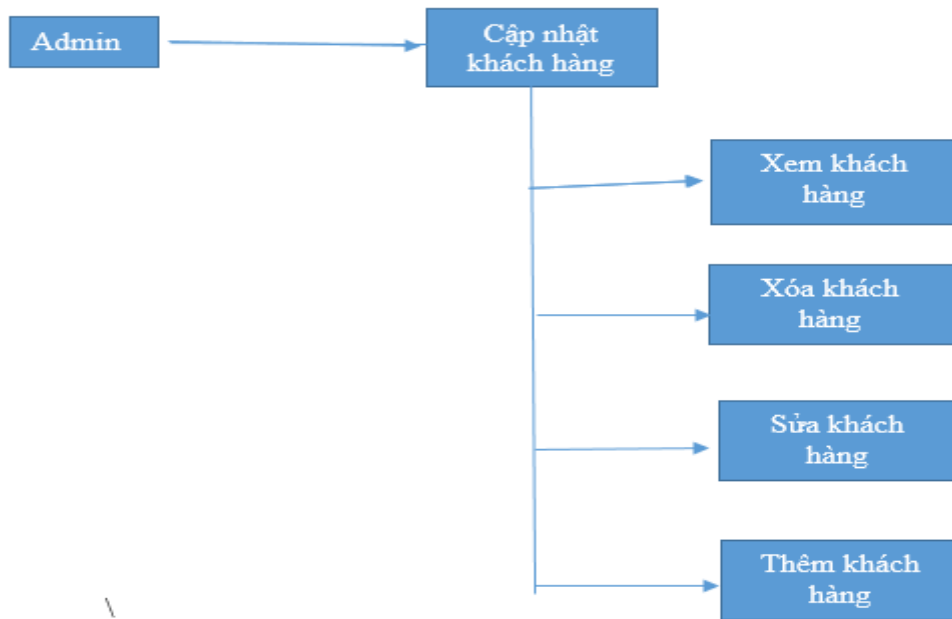 Admin
Cập nhật
khách hàng
Xem khách
hàng
Xóa khách
hàng
Sửa khách
hàng
Thêm khách
hàng
\